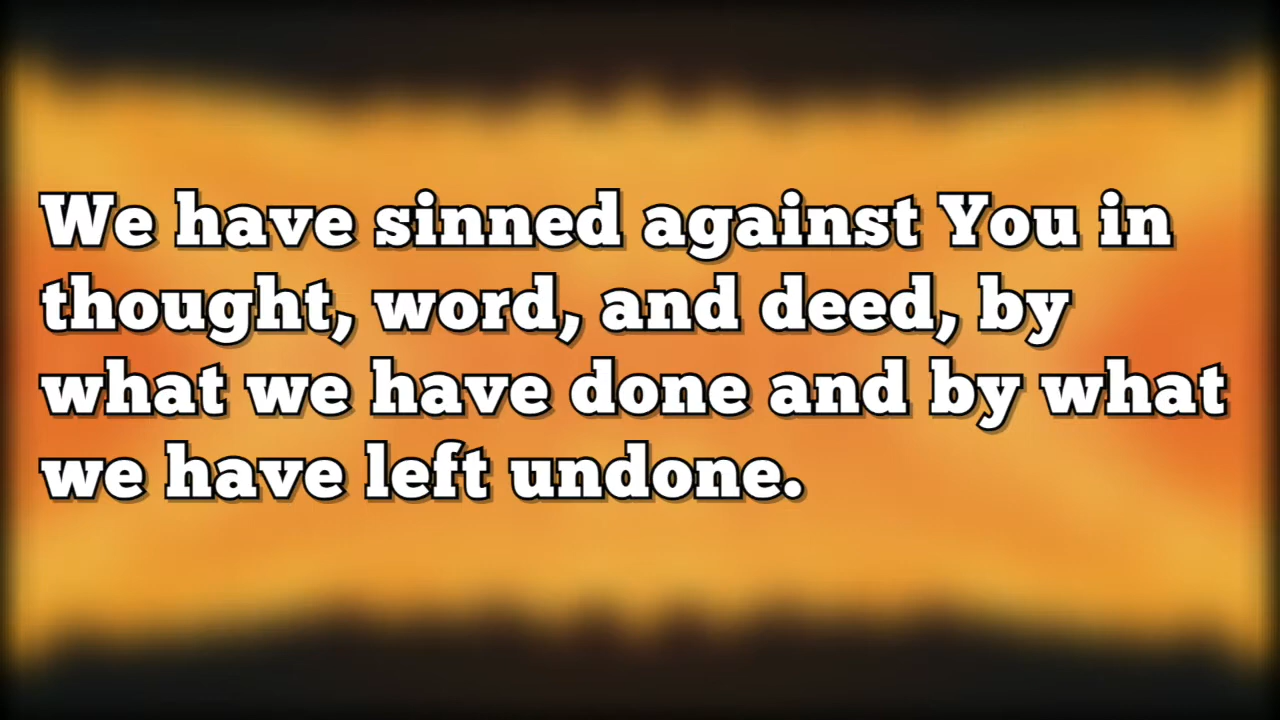 We have sinned against You in
thought, word, and deed, by
what we have done and by what
we have left undone.